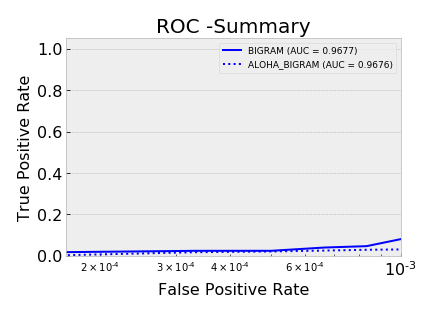 ROC -Summary
True Positive Rate
1.0
0.8
0.6
0.4
0.2
0.0
BIGRAM (AUC = 0.9677)
ALOHA_BIGRAM (AUC = 0.9676)
2 × 10⁻⁴ 3 × 10⁻⁴ 4 × 10⁻⁴ 6 × 10⁻⁴ 10⁻³
False Positive Rate